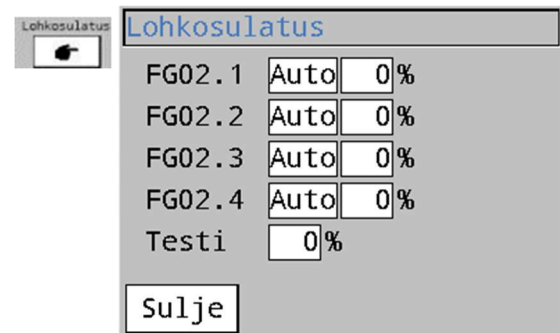 Lohkosulatus
Lohkosulatus
FG02.1 Auto 0%
FG02.2 Auto 0%
FG02.3 Auto 0%
FG02.4 Auto 0%
Testi 0%
Sulje